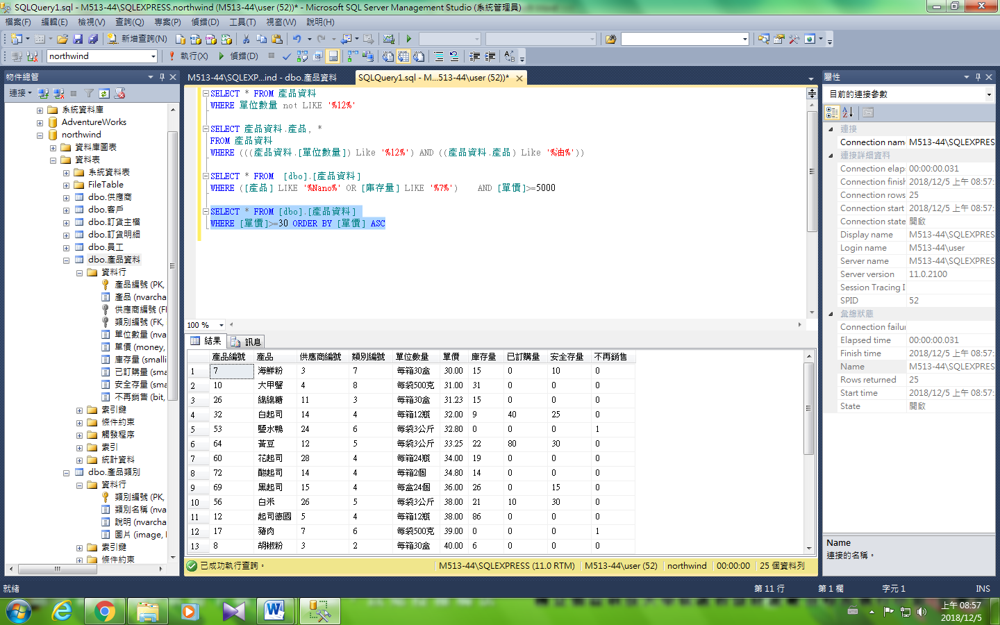 SQLQuery1.sql - M513-44\SQLEXPRESS.northwind (M513-44\user (52))* - Microsoft SQL Server Management Studio (系統管理員)
檔案(F) 編輯(E) 檢視(V) 查詢(Q) 專案(P) 偵錯(D) 工具(T) 視窗(W) 說明(H)
新增查詢(N)
northwind 執行(X) 偵錯(D)
物件總管
連接
系統資料庫
AdventureWorks
northwind
資料庫圖表
資料表
系統資料表
FileTable
dbo.供應商
dbo.客戶
dbo.訂貨主檔
dbo.訂貨明細
dbo.員工
dbo.產品資料
資料行
產品編號 (PK,
產品 (nvarcha
供應商編號 (FI
類別編號 (FK,
單位數量 (nva
單價 (money,
庫存量 (smalli
已訂購量 (sma
安全存量 (sma
不再銷售 (bit,
索引鍵
條件約束
觸發程序
索引
統計資料
dbo.產品類別
資料行
類別編號 (PK,
類別名稱 (nva
說明 (nvarcha
圖片 (image, l
索引鍵
條件約束
M513-44\SQLEXP...ind - dbo.產品資料 SQLQuery1.sql - M...513-44\user (52))*
SELECT * FROM 產品資料
WHERE 單位數量 not LIKE '%12%'
SELECT 產品資料.產品, *
FROM 產品資料
WHERE (((產品資料.[單位數量]) Like '%12%') AND ((產品資料.產品) Like '%油%'))
SELECT * FROM [dbo].[產品資料]
WHERE ([產品] LIKE '%Nano%' OR [庫存量] LIKE '%7%') AND [單價]>=5000
SELECT * FROM [dbo].[產品資料]
WHERE [單價]>=30 ORDER BY [單價] ASC
100 %
結果 訊息
產品編號 產品 供應商編號 類別編號 單位數量 單價 庫存量 已訂購量 安全存量 不再銷售
1 7 海鮮粉 3 7 每箱30盒 30.00 15 0 10 0
2 10 大甲蟹 4 8 每袋500克 31.00 31 0 0 0
3 26 綿綿糖 11 3 每箱30盒 31.23 15 0 0 0
4 32 白起司 14 4 每箱12瓶 32.00 9 40 25 0
5 53 鹽水鴨 24 6 每袋3公斤 32.80 0 0 0 1
6 64 黃豆 12 5 每袋3公斤 33.25 22 80 30 0
7 60 花起司 28 4 每箱24瓶 34.00 19 0 0 0
8 72 酸起司 14 4 每箱2個 34.80 14 0 0 0
9 69 黑起司 15 4 每盒24個 36.00 26 0 15 0
10 56 白米 26 5 每袋3公斤 38.00 21 10 30 0
11 12 起司德國 5 4 每箱12瓶 38.00 86 0 0 0
12 17 豬肉 7 6 每袋500克 39.00 0 0 0 1
13 8 胡椒粉 3 2 每箱30盒 40.00 6 0 0 0
已成功執行查詢。 M513-44\SQLEXPRESS (11.0 RTM) M513-44\user (52) northwind 00:00:00 25 個資料列
屬性
目前的連接參數
連接
Connection nam M513-44\SQLEXPRES
連接詳細資料
Connection elap 00:00:00.031
Connection finish 2018/12/5 上午 08:57:
Connection rows 25
Connection start 2018/12/5 上午 08:57:
Connection state 開啟
Display name M513-44\SQLEXPRES
Login name M513-44\user
Server name M513-44\SQLEXPRES
Server version 11.0.2100
Session Tracing I
SPID 52
彙總狀態
Connection failur
Elapsed time 00:00:00.031
Finish time 2018/12/5 上午 08:57:
Name M513-44\SQLEXPRES
Rows returned 25
Start time 2018/12/5 上午 08:57:
State 開啟
Name
連接的名稱。
就緒 第 11 行 第 1 欄 字元 1 INS
上午 08:57
2018/12/5